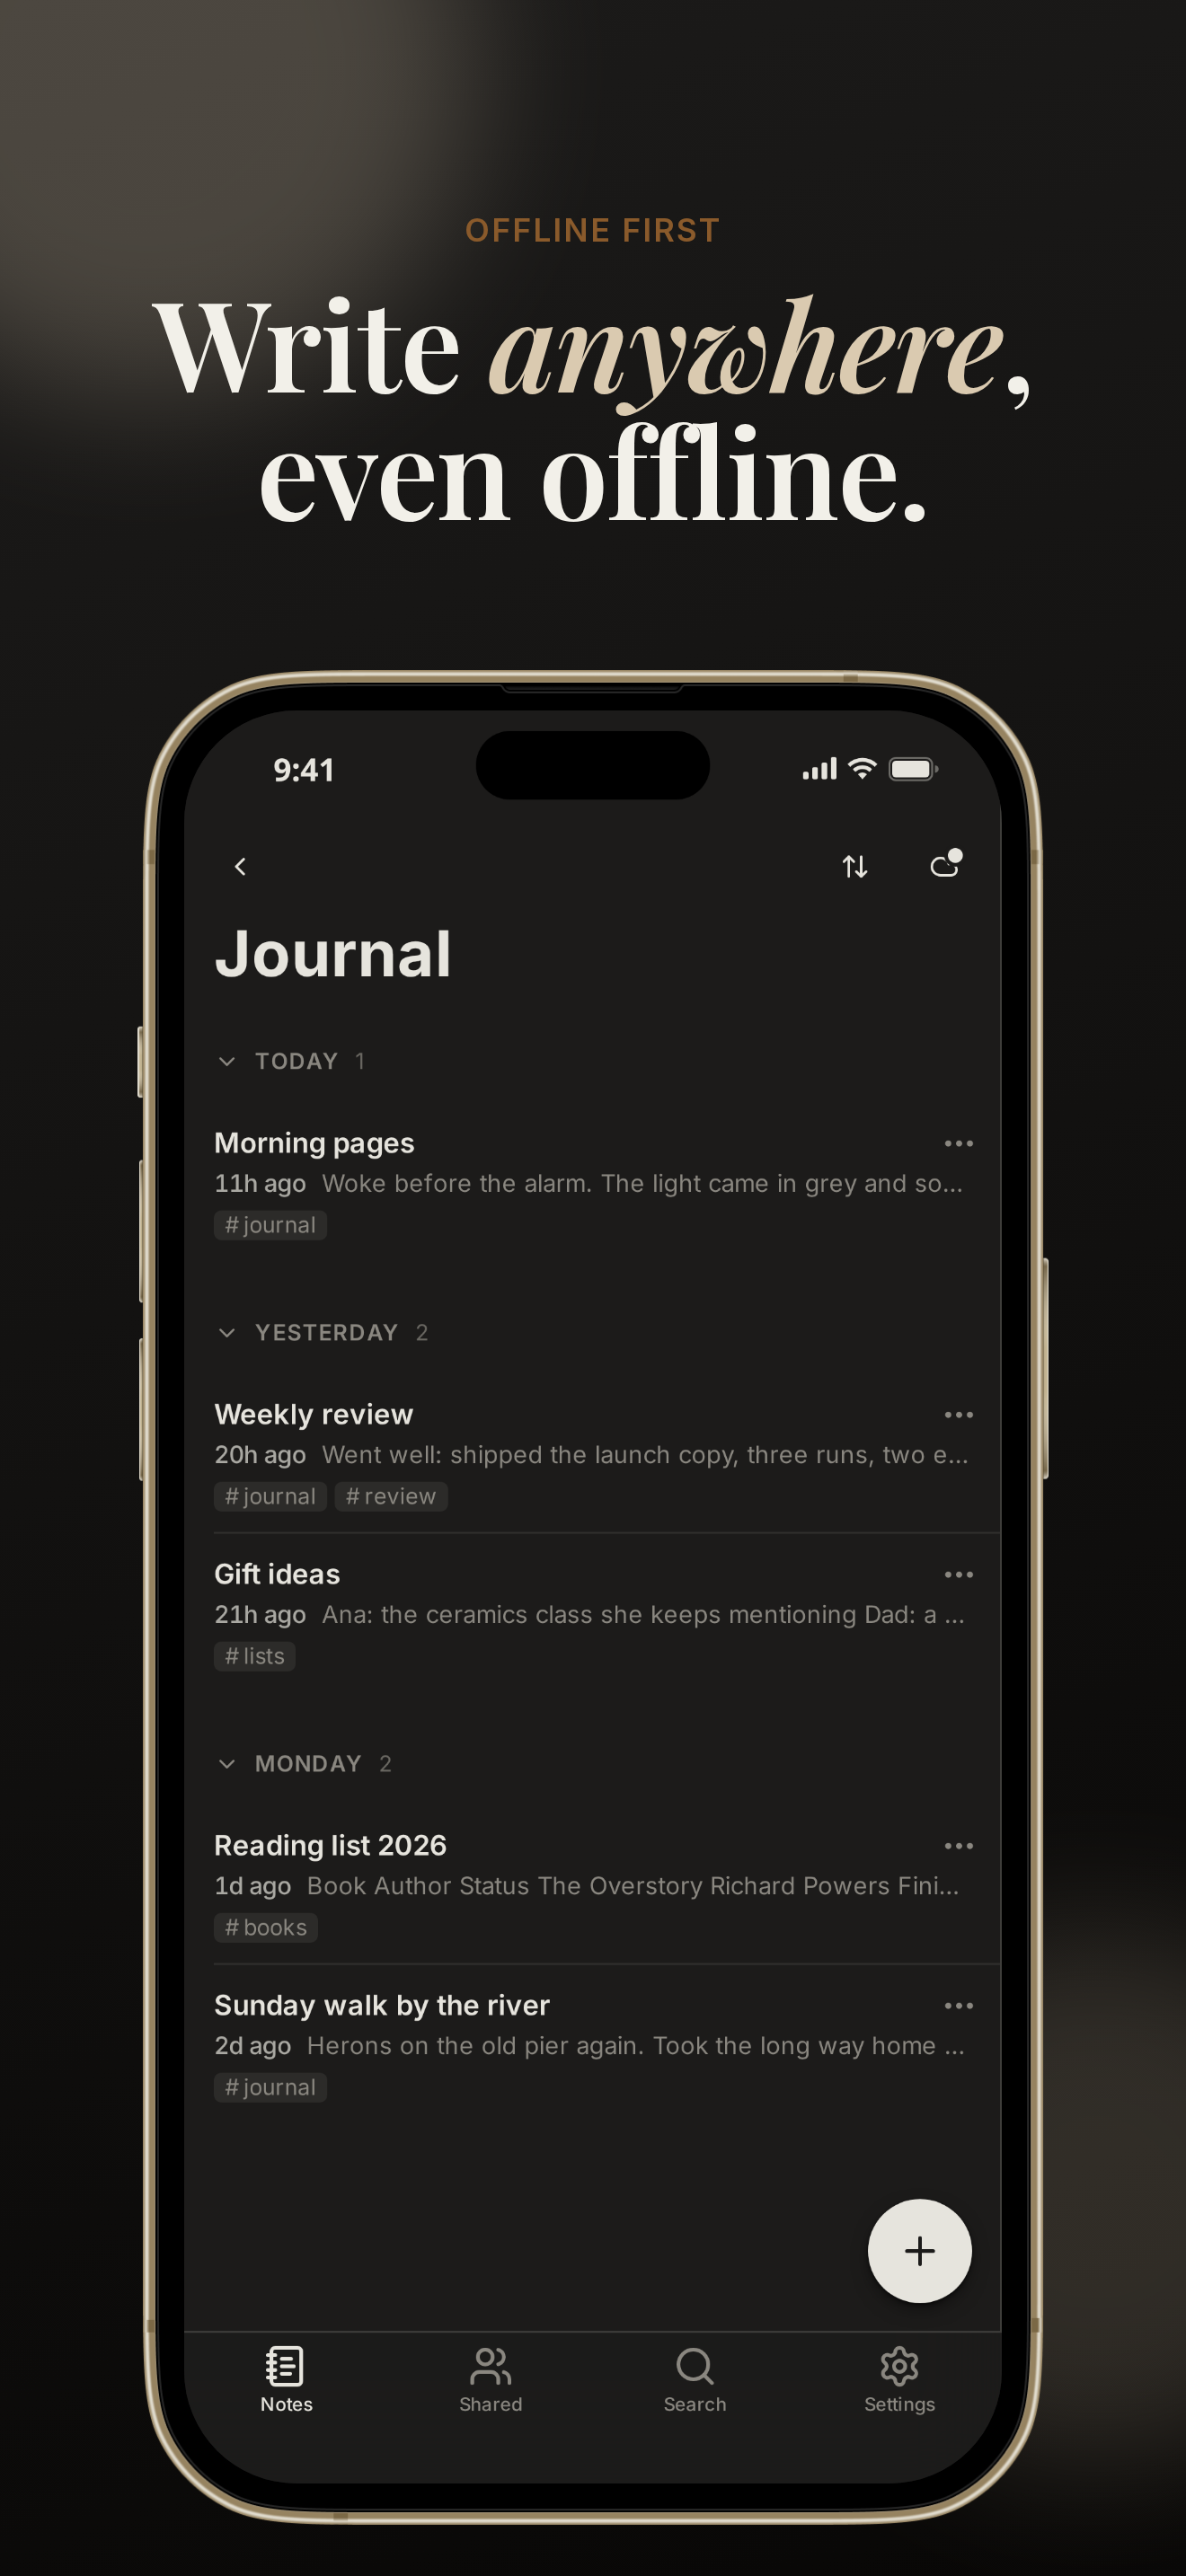 OFFLINE FIRST
Write anywhere,
even offline.
9:41
Journal
TODAY 1
Morning pages
11h ago Woke before the alarm. The light came in grey and so...
# journal
YESTERDAY 2
Weekly review
20h ago Went well: shipped the launch copy, three runs, two e...
# journal # review
Gift ideas
21h ago Ana: the ceramics class she keeps mentioning Dad: a ...
# lists
MONDAY 2
Reading list 2026
1d ago Book Author Status The Overstory Richard Powers Fini...
# books
Sunday walk by the river
2d ago Herons on the old pier again. Took the long way home ...
# journal
Notes Shared Search Settings